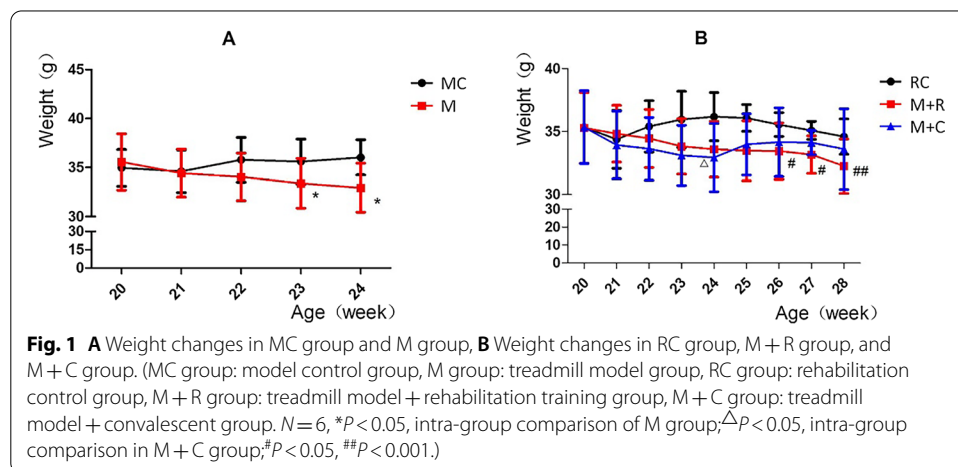 A
Weight（g）
45
40
35
30
30
15
0
20
21
22
23
24
Age（week）
MC
M
*
*
B
Weight（g）
40
35
30
30
20
10
0
20
21
22
23
24
25
26
27
28
Age（week）
RC
M+R
M+C
△
#
#
##
Fig. 1 A Weight changes in MC group and M group, B Weight changes in RC group, M + R group, and
M + C group. (MC group: model control group, M group: treadmill model group, RC group: rehabilitation
control group, M + R group: treadmill model + rehabilitation training group, M + C group: treadmill
model + convalescent group. N = 6, *P < 0.05, intra-group comparison of M group;△P < 0.05, intra-group
comparison in M + C group;#P < 0.05, ##P < 0.001.)